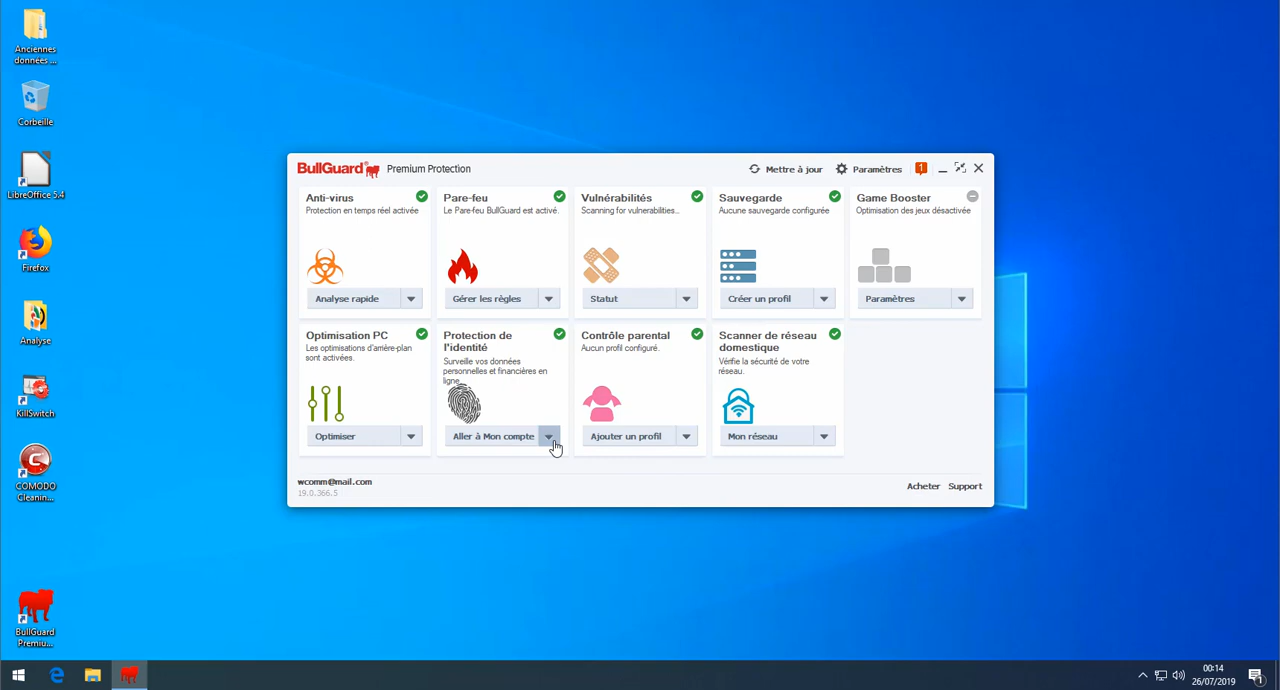 Anciennes
données ...
Corbeille
LibreOffice 5.4
Firefox
Analyse
KillSwitch
COMODO
Cleanin...
BullGuard
Premiu...
BullGuard Premium Protection
Mettre à jour
Paramètres
1
Anti-virus
Protection en temps réel activée
Analyse rapide
Pare-feu
Le Pare-feu BullGuard est activé.
Gérer les règles
Vulnérabilités
Scanning for vulnerabilities...
Statut
Sauvegarde
Aucune sauvegarde configurée
Créer un profil
Game Booster
Optimisation des jeux désactivée
Paramètres
Optimisation PC
Les optimisations d'arrière-plan
sont activées.
Optimiser
Protection de
l'identité
Surveille vos données
personnelles et financières en
ligne
Aller à Mon compte
Contrôle parental
Aucun profil configuré.
Ajouter un profil
Scanner de réseau
domestique
Vérifie la sécurité de votre
réseau.
Mon réseau
wcomm@mail.com
19.0.366.5
Acheter
Support
00:14
26/07/2019
1